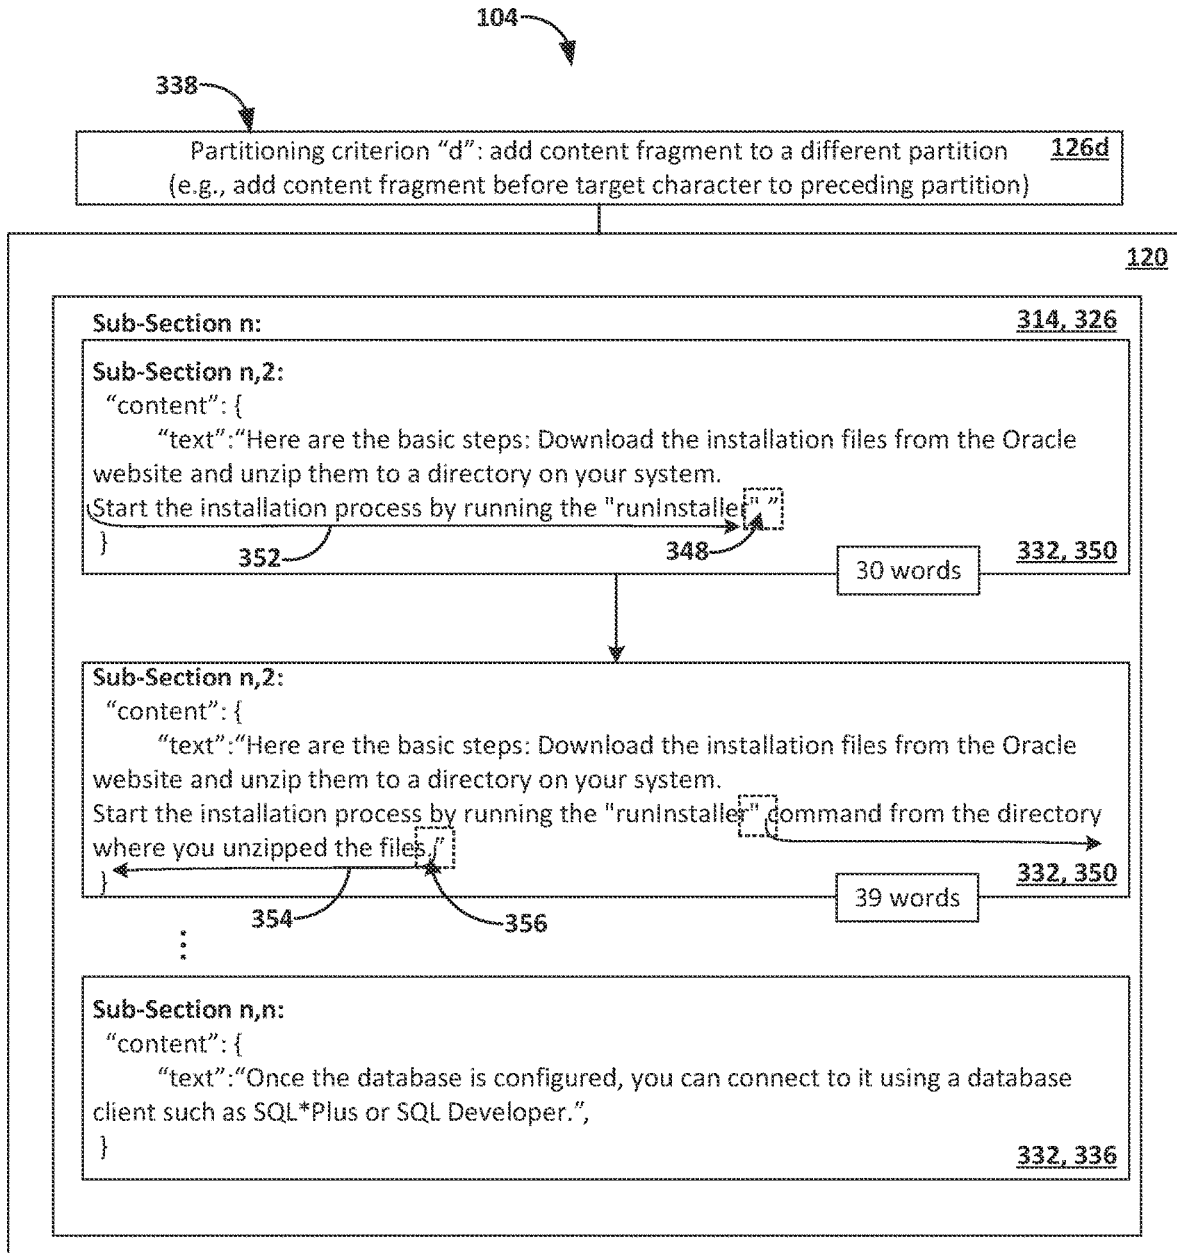 104
338
Partitioning criterion “d”: add content fragment to a different partition 126d
(e.g., add content fragment before target character to preceding partition)
120
Sub-Section n: 314, 326
Sub-Section n,2:
“content”: {
“text”:“Here are the basic steps: Download the installation files from the Oracle
website and unzip them to a directory on your system.
Start the installation process by running the "runInstaller" ”
}
352 348 332, 350
30 words
Sub-Section n,2:
“content”: {
“text”:“Here are the basic steps: Download the installation files from the Oracle
website and unzip them to a directory on your system.
Start the installation process by running the "runInstaller" command from the directory
where you unzipped the files.”
} 332, 350
39 words
354 356
Sub-Section n,n:
“content”: {
“text”:“Once the database is configured, you can connect to it using a database
client such as SQL*Plus or SQL Developer.”,
}
332, 336